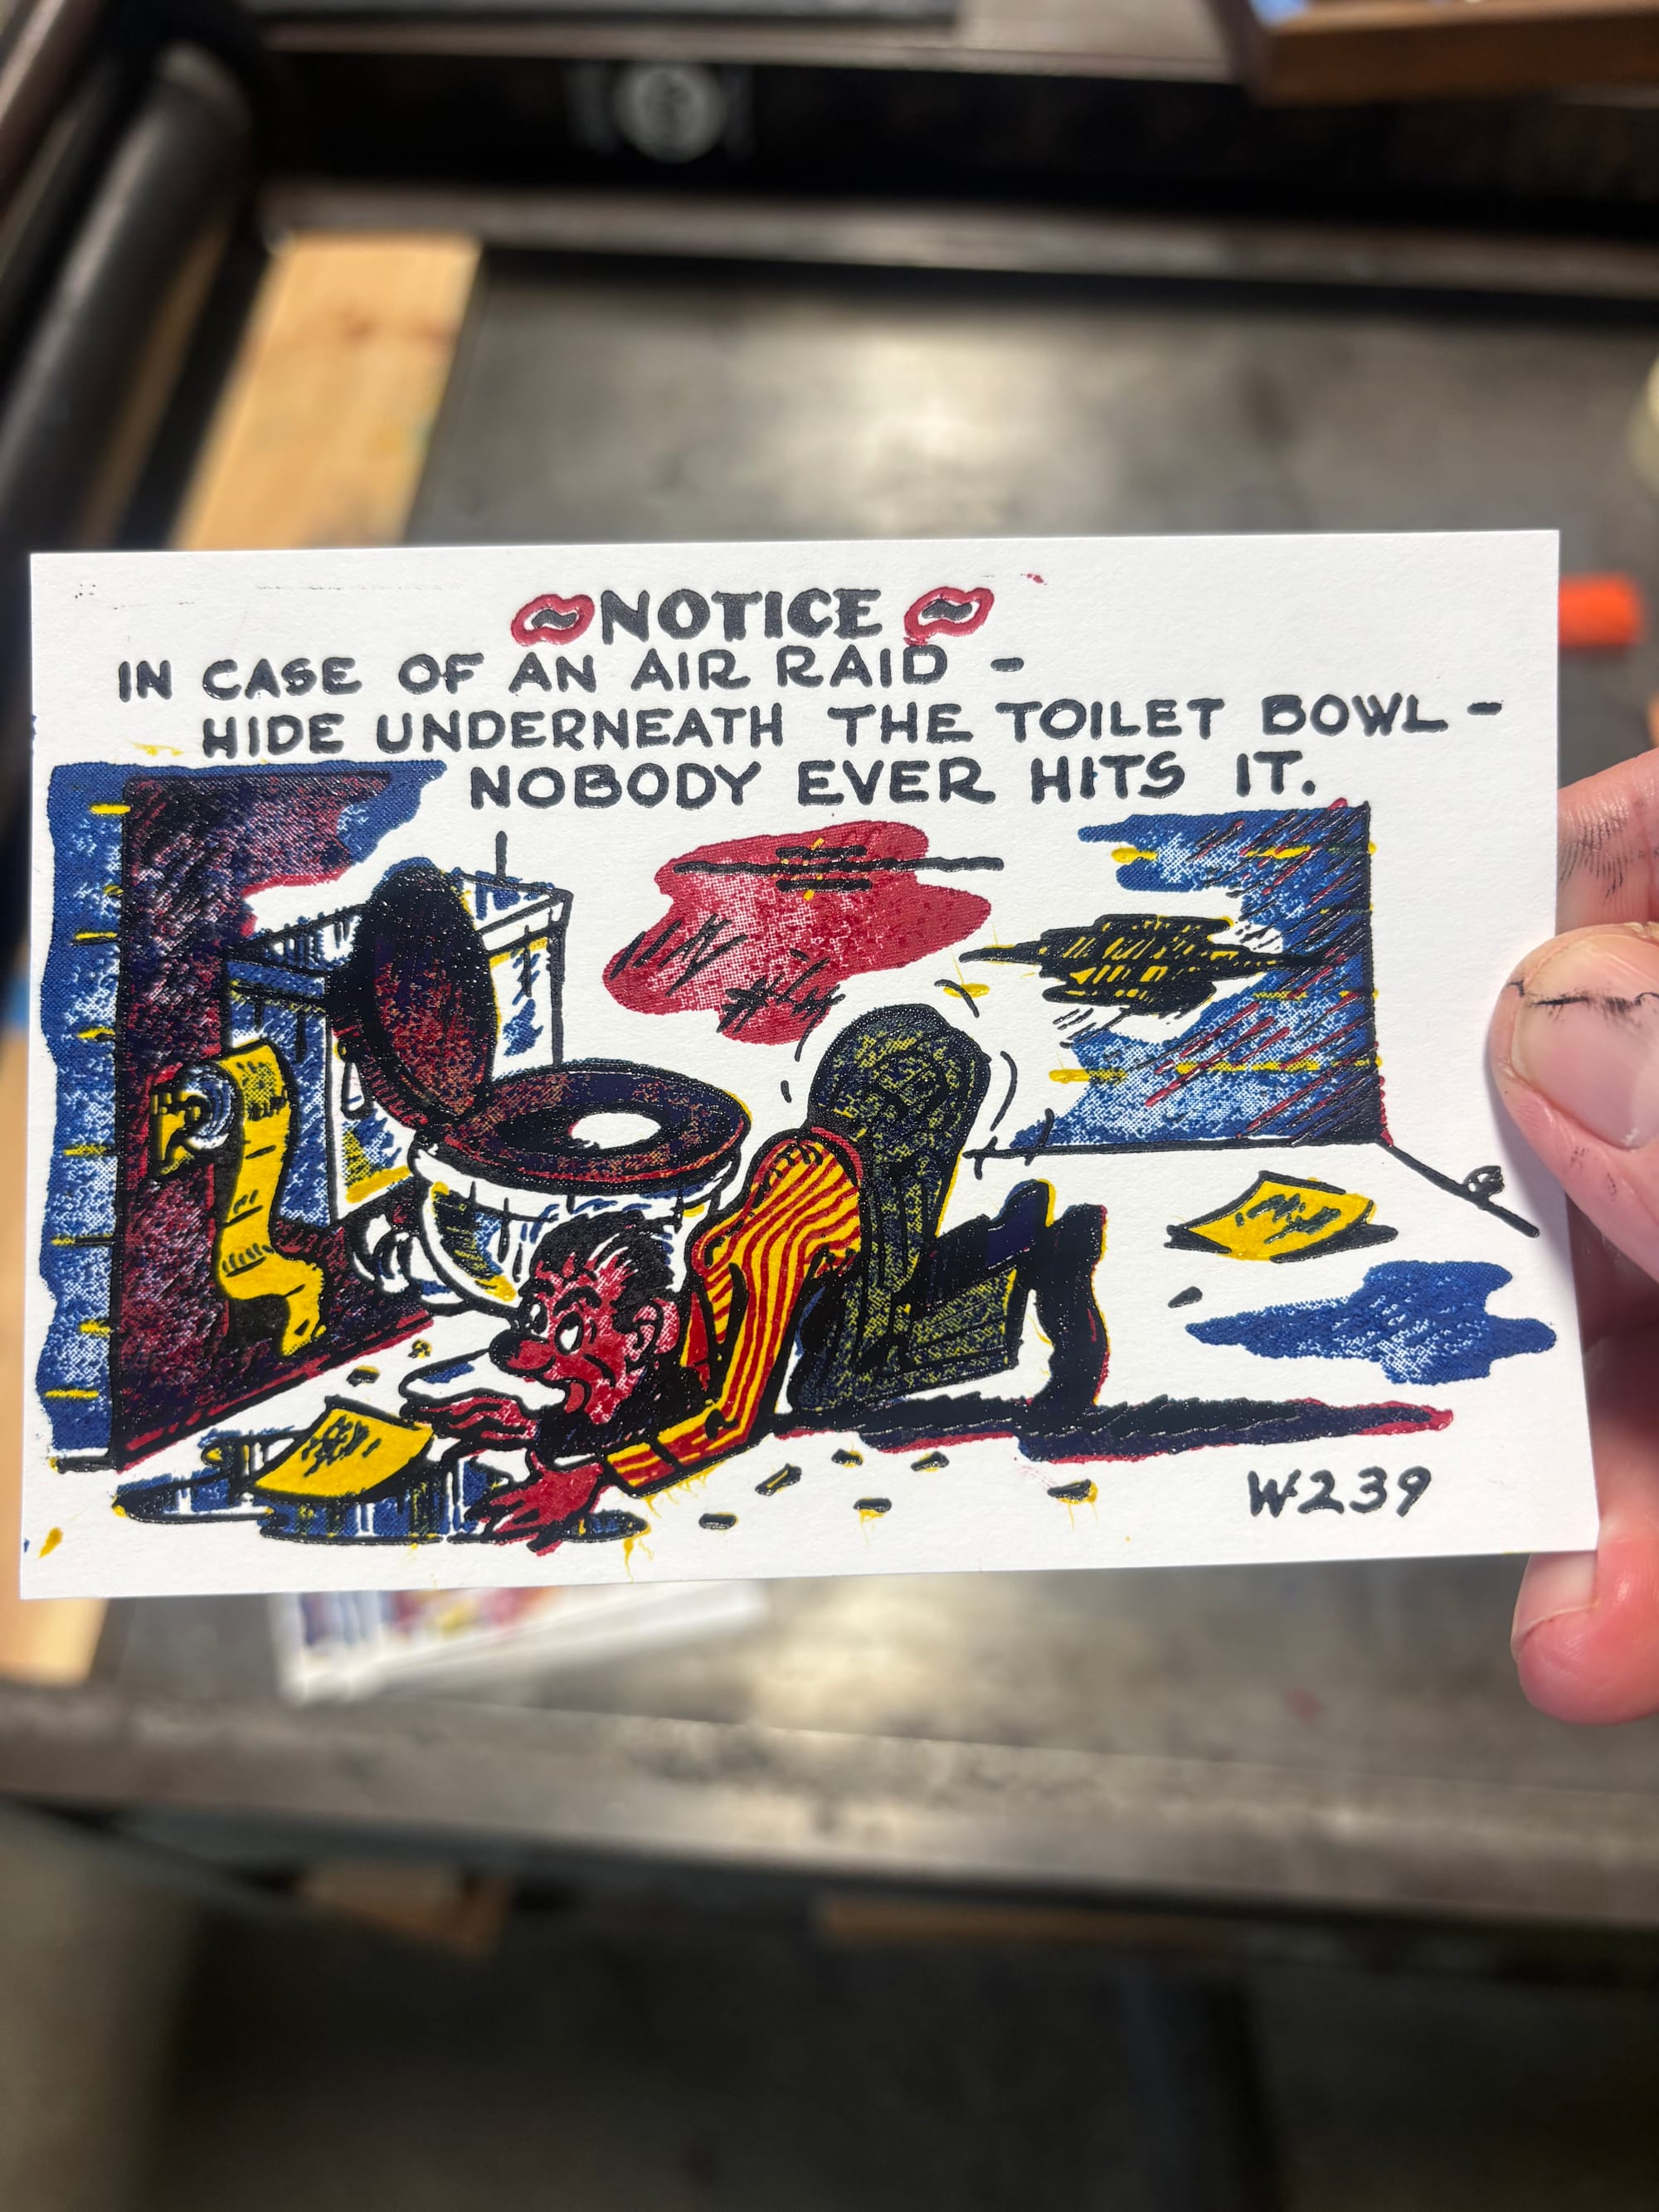 ~NOTICE~
IN CASE OF AN AIR RAID -
HIDE UNDERNEATH THE TOILET BOWL -
NOBODY EVER HITS IT.
W239